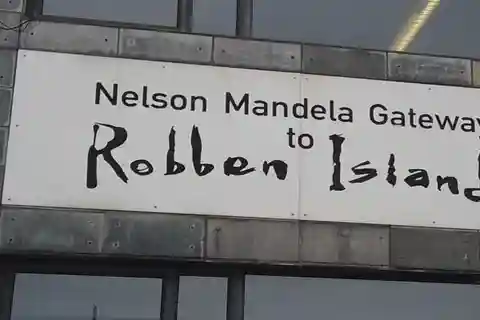 Nelson Mandela Gateway
to
Robben Island